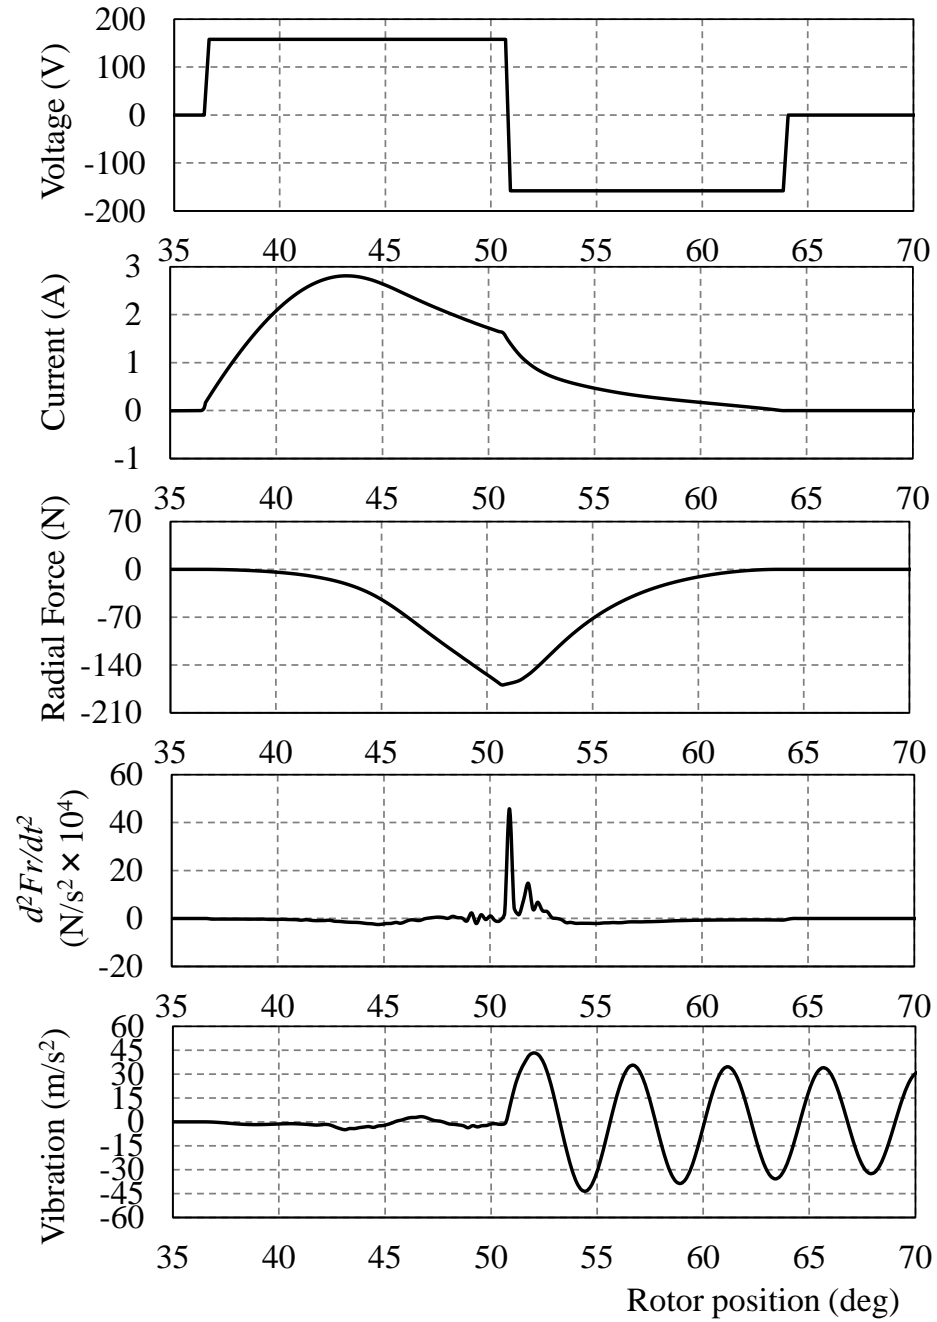 Voltage (V)
200
100
0
-100
-200
35 40 45 50 55 60 65 70
Current (A)
3
2
1
0
-1
35 40 45 50 55 60 65 70
Radial Force (N)
70
0
-70
-140
-210
35 40 45 50 55 60 65 70
d²Fr/dt²
(N/s² × 10⁴)
60
40
20
0
-20
35 40 45 50 55 60 65 70
Vibration (m/s²)
60
45
30
15
0
-15
-30
-45
-60
35 40 45 50 55 60 65 70
Rotor position (deg)